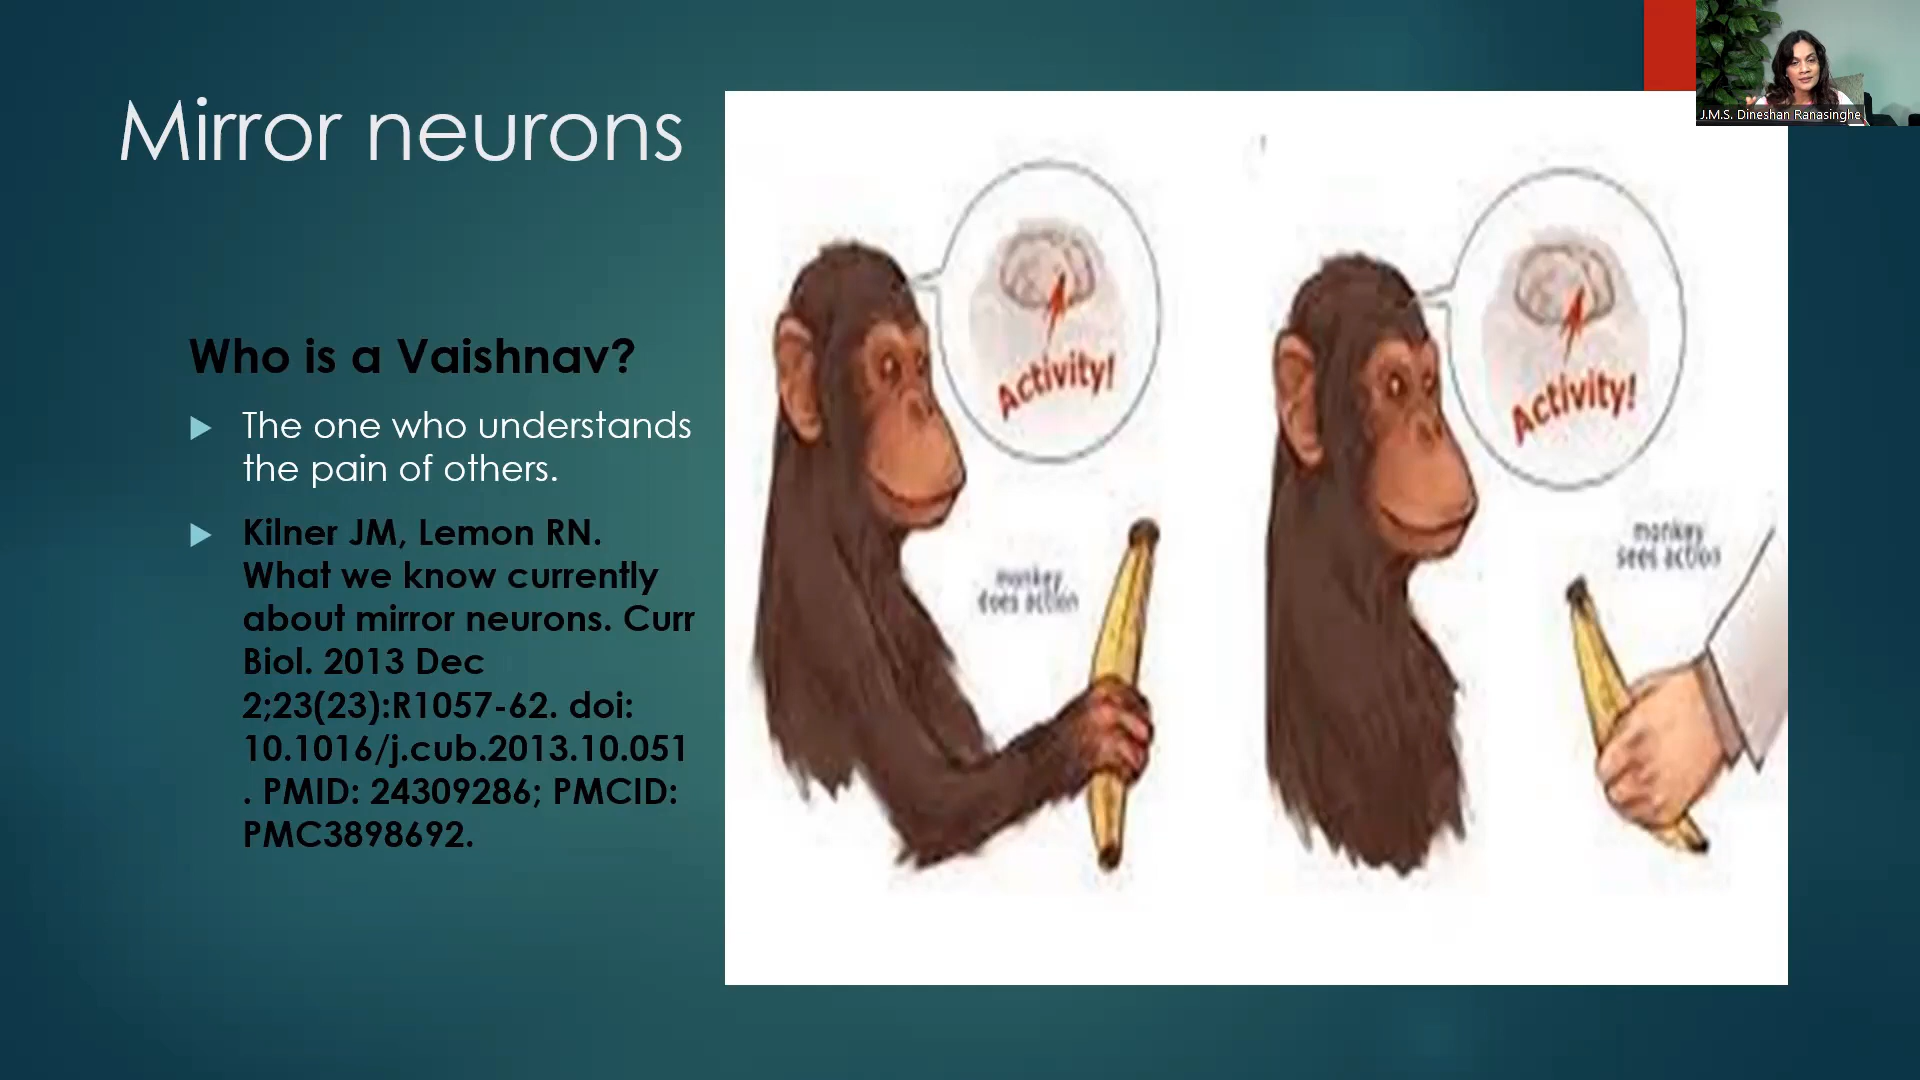 Mirror neurons
Who is a Vaishnav?
The one who understands
the pain of others.
Kilner JM, Lemon RN.
What we know currently
about mirror neurons. Curr
Biol. 2013 Dec
2;23(23):R1057-62. doi:
10.1016/j.cub.2013.10.051
. PMID: 24309286; PMCID:
PMC3898692.
Activity!
monkey
does action
Activity!
monkey
sees action
J.M.S. Dineshan Ranasinghe